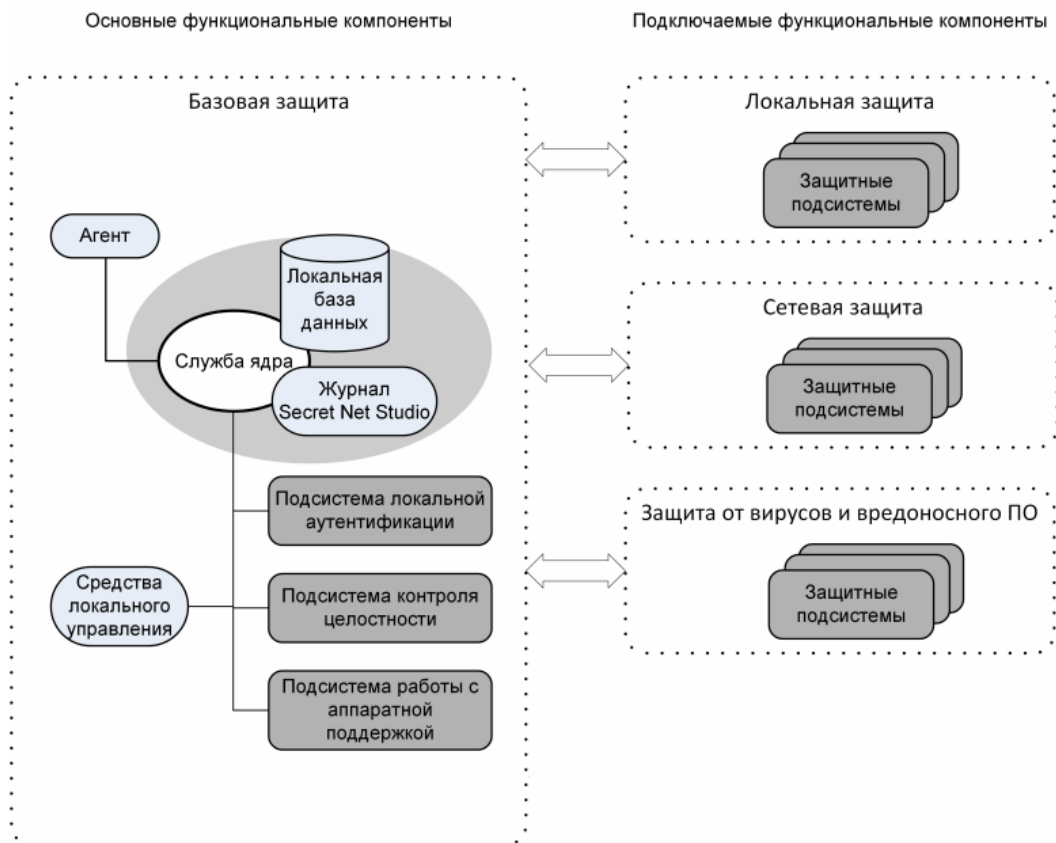 Основные функциональные компоненты
Подключаемые функциональные компоненты
Базовая защита
Агент
Локальная
база
данных
Служба ядра
Журнал
Secret Net Studio
Подсистема локальной
аутентификации
Средства
локального
управления
Подсистема контроля
целостности
Подсистема работы с
аппаратной
поддержкой
Локальная защита
Защитные
подсистемы
Сетевая защита
Защитные
подсистемы
Защита от вирусов и вредоносного ПО
Защитные
подсистемы